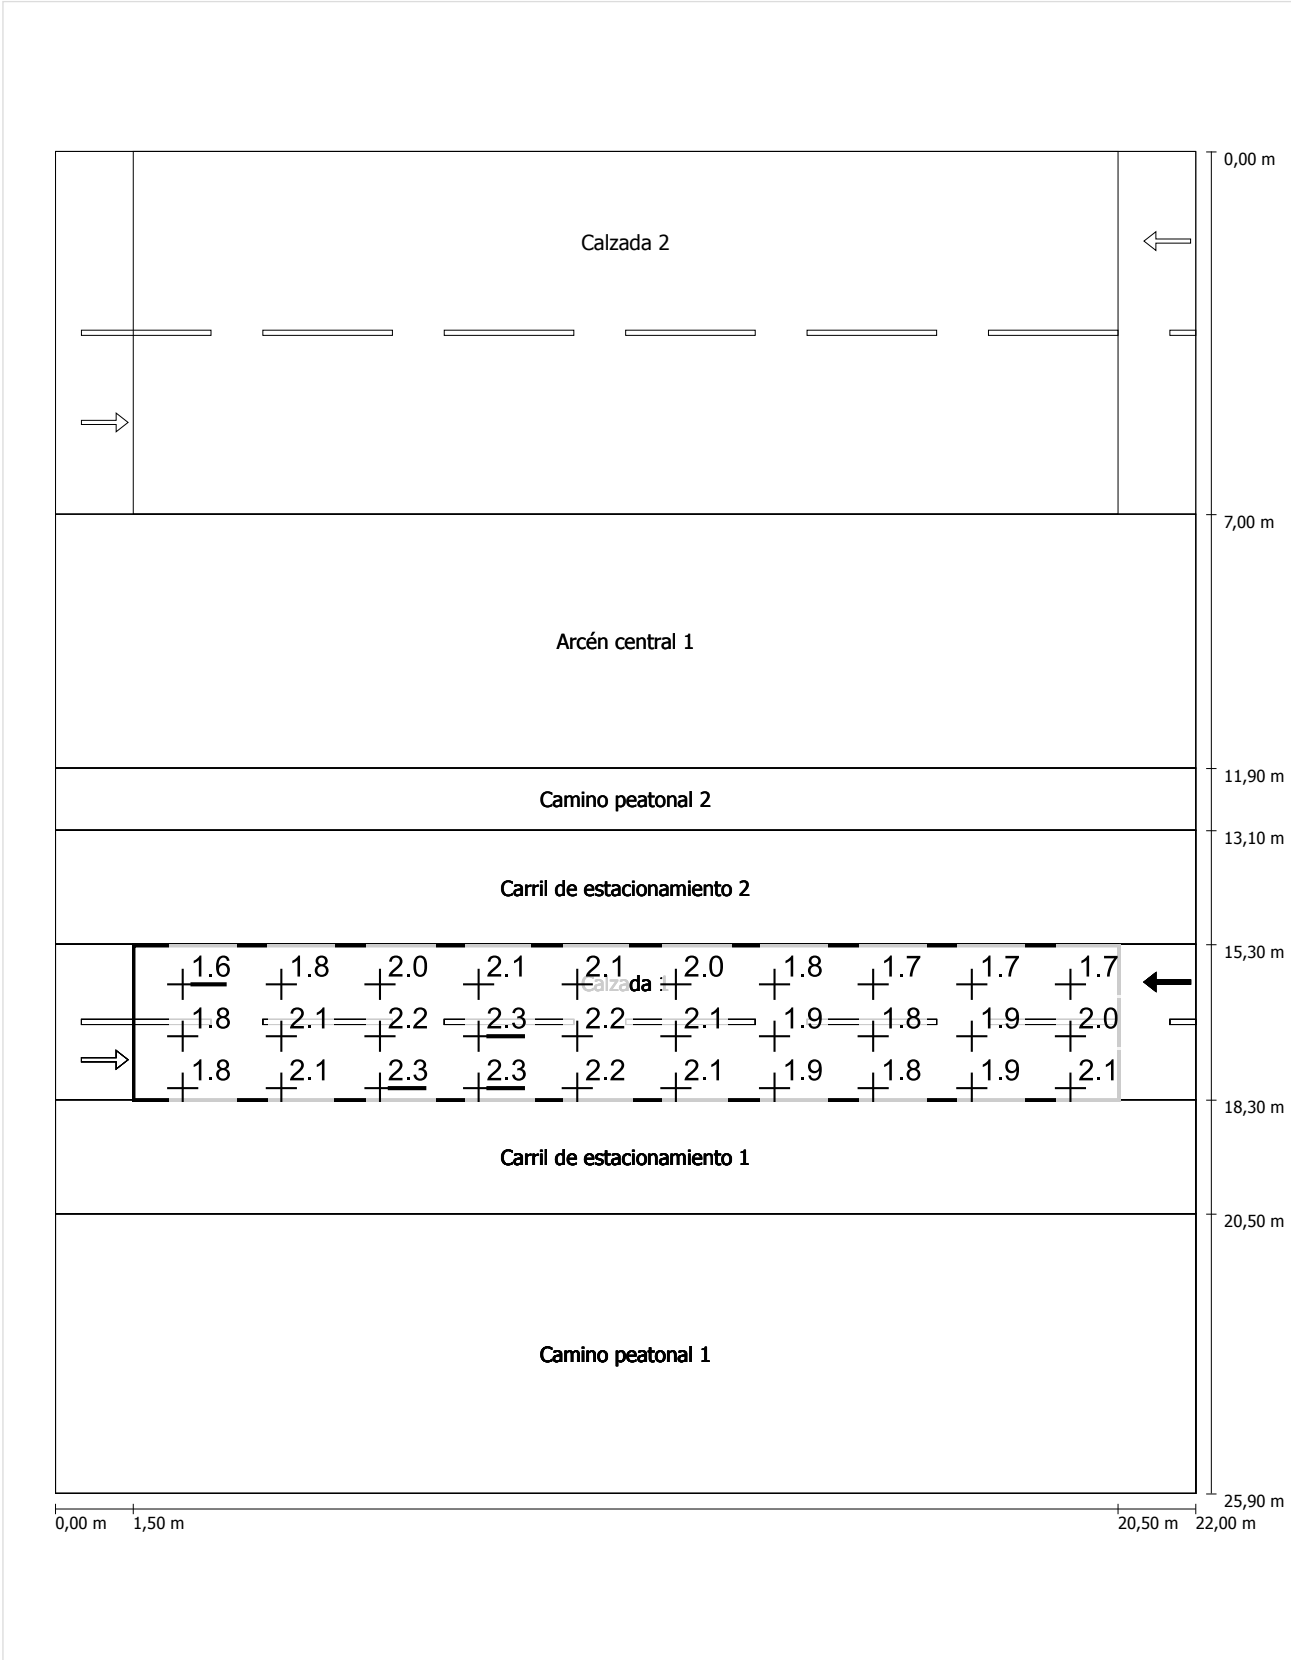 0,00 m
Calzada 2
7,00 m
Arcén central 1
11,90 m
Camino peatonal 2
13,10 m
Carril de estacionamiento 2
15,30 m
1.6 1.8 2.0 2.1 2.1 2.0 1.8 1.7 1.7 1.7
Calzada 1
1.8 2.1 2.2 2.3 2.2 2.1 1.9 1.8 1.9 2.0
1.8 2.1 2.3 2.3 2.2 2.1 1.9 1.8 1.9 2.1
18,30 m
Carril de estacionamiento 1
20,50 m
Camino peatonal 1
25,90 m
0,00 m 1,50 m 20,50 m 22,00 m